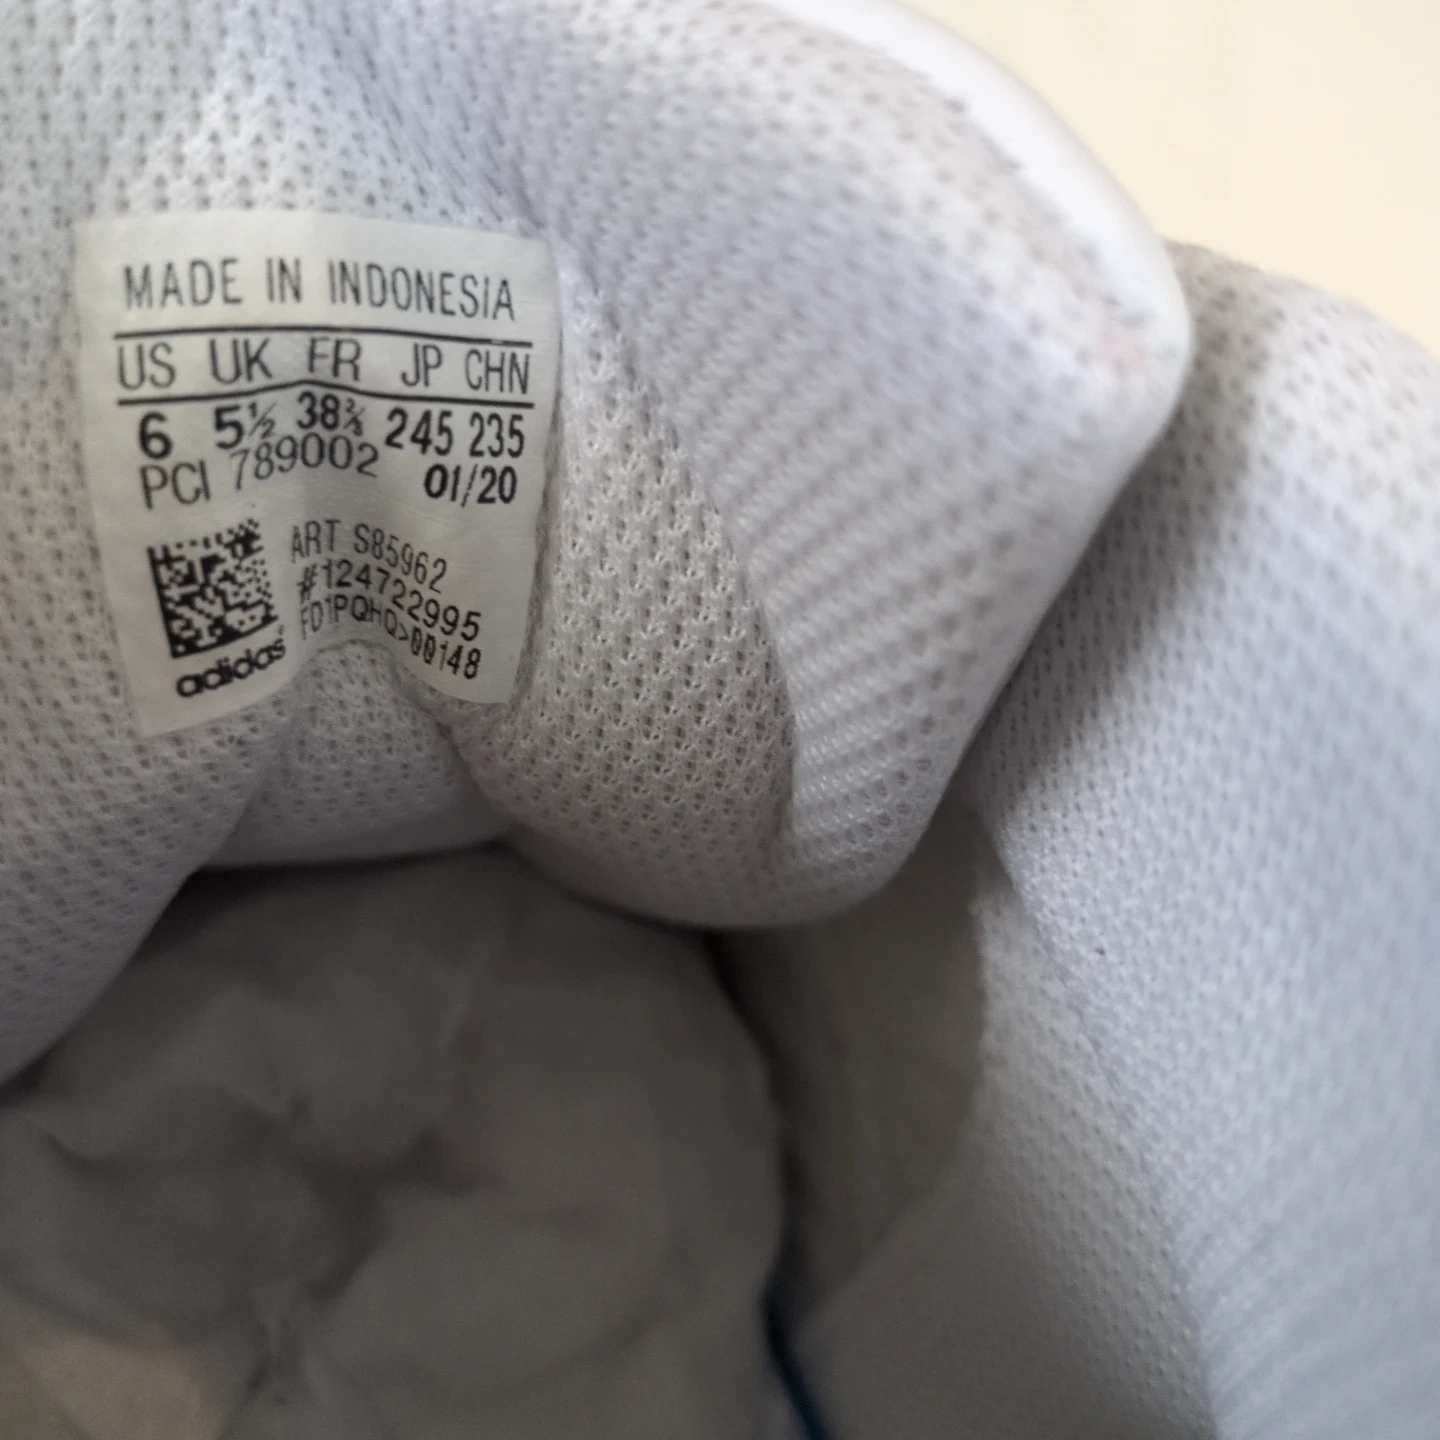 MADE IN INDONESIA
US UK FR JP CHN
6 5½ 38⅔ 245 235
PCI 789002 01/20
ART S85962
#124722995
FD1PQHQ>00148
adidas